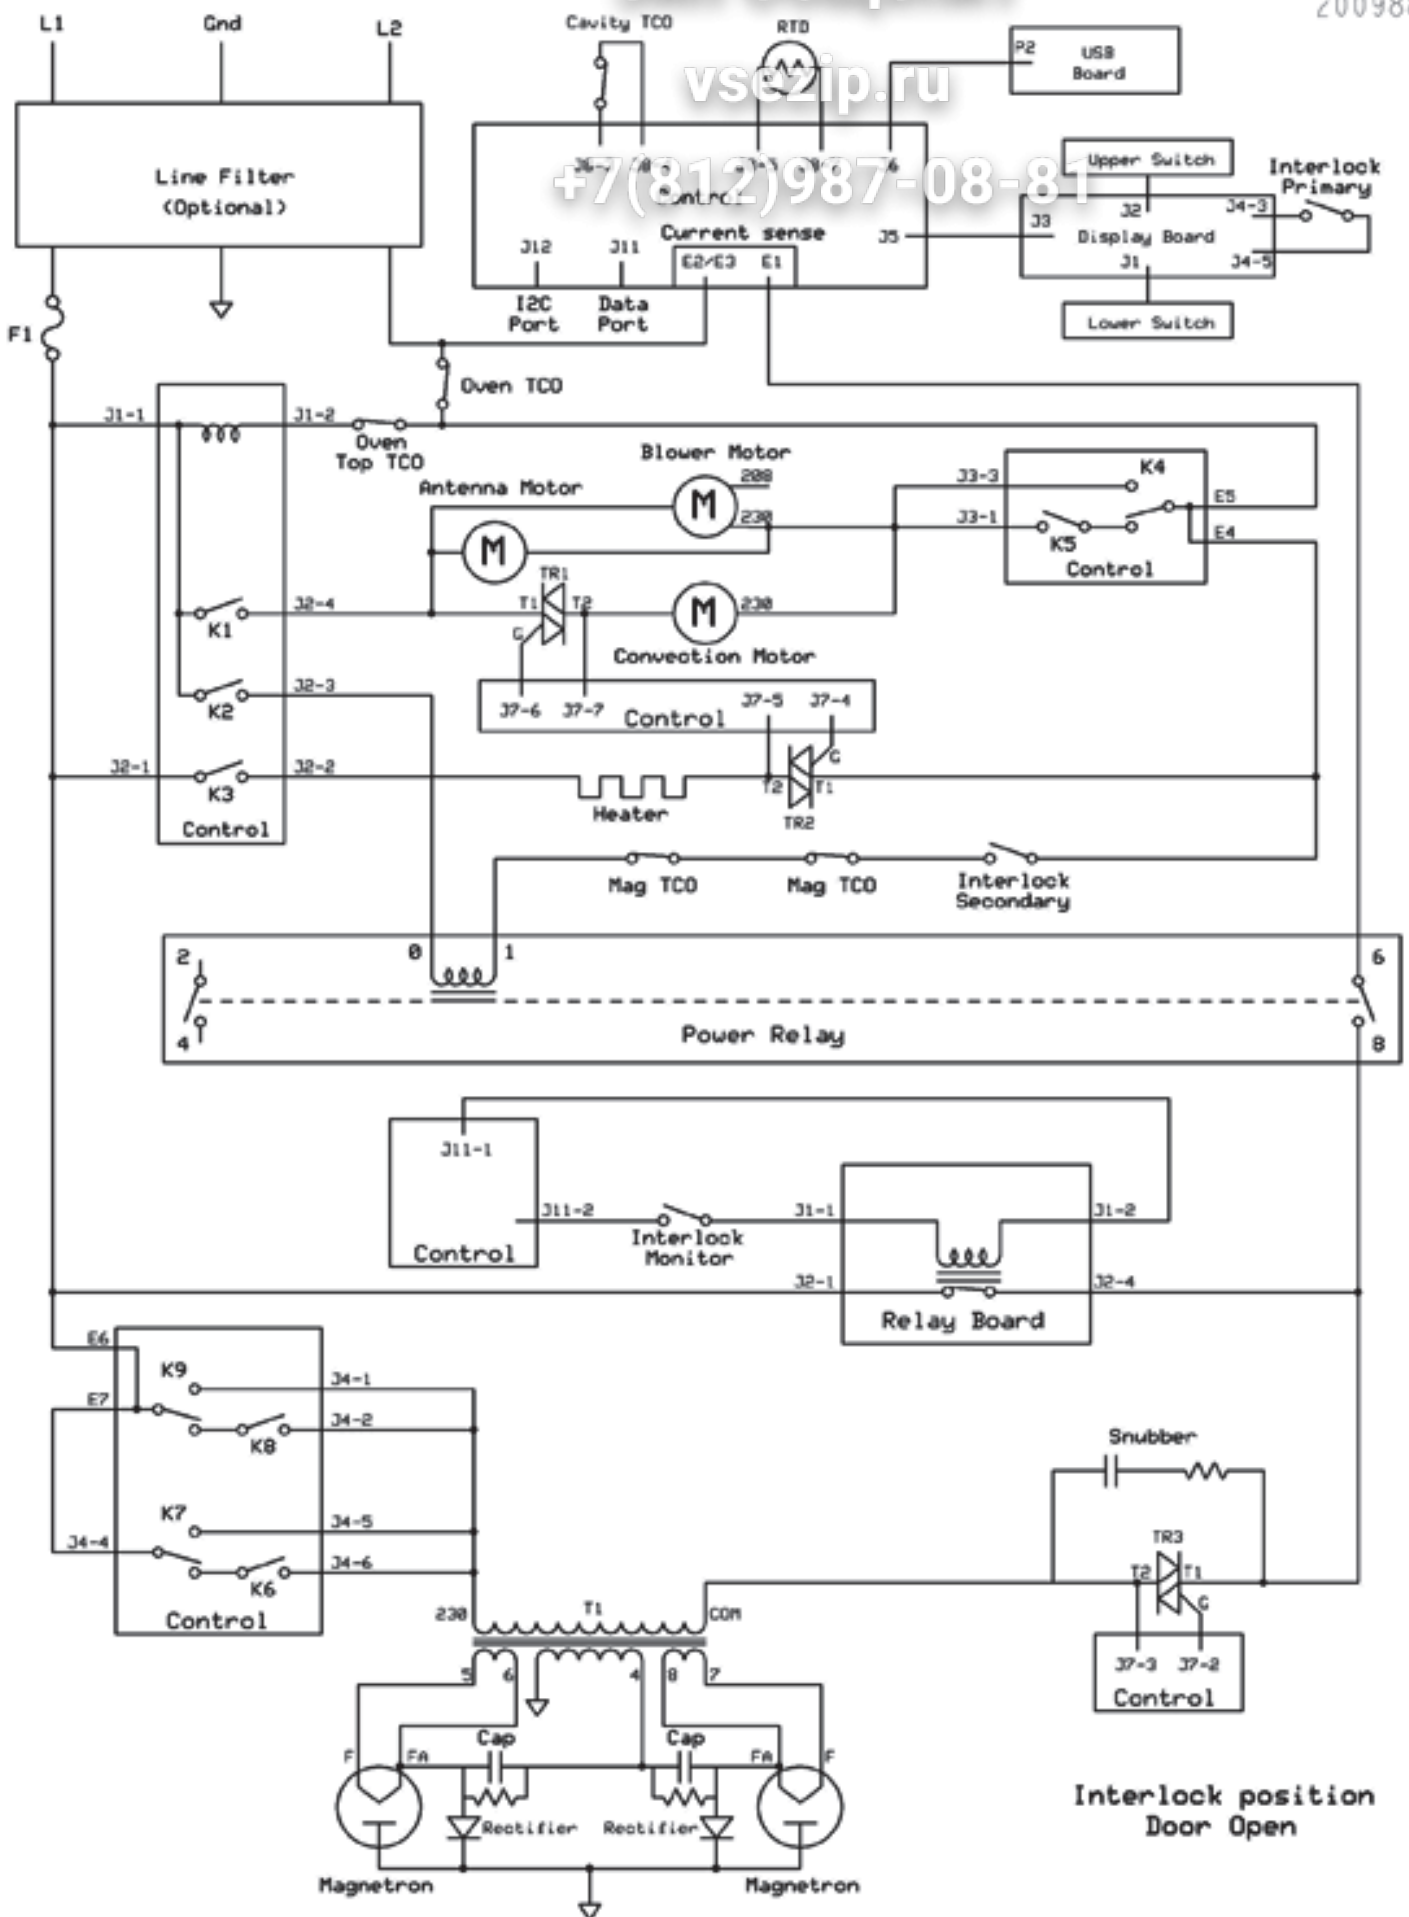 200988
L1
Gnd
L2
Cavity TCO
RTD
P2
USB
Board
vsezip.ru
Line Filter
(Optional)
+7(812)987-08-81
Control
Upper Switch
Interlock
Primary
J2
J4-3
J3
Display Board
J1
J4-5
Lower Switch
Current sense
J12
J11
E2/E3
E1
J5
I2C
Port
Data
Port
F1
Oven TCO
J1-1
J1-2
Oven
Top TCO
Blower Motor
208
Antenna Motor
M
230
J3-3
K4
J3-1
E5
K5
E4
Control
M
TR1
T1
T2
G
M
230
J2-4
K1
Convection Motor
J2-3
K2
J7-6
J7-7
Control
J7-5
J7-4
J2-1
J2-2
K3
Heater
T2
T1
G
TR2
Control
Mag TCO
Mag TCO
Interlock
Secondary
2
0
1
6
4
Power Relay
8
J11-1
J11-2
Interlock
Monitor
J1-1
J1-2
Control
J2-1
J2-4
Relay Board
E6
K9
J4-1
E7
J4-2
K8
K7
J4-5
J4-4
J4-6
K6
Control
Snubber
TR3
T2
T1
G
J7-3
J7-2
Control
230
T1
COM
5
6
4
8
7
Cap
Cap
F
FA
FA
F
Rectifier
Rectifier
Magnetron
Magnetron
Interlock position
Door Open